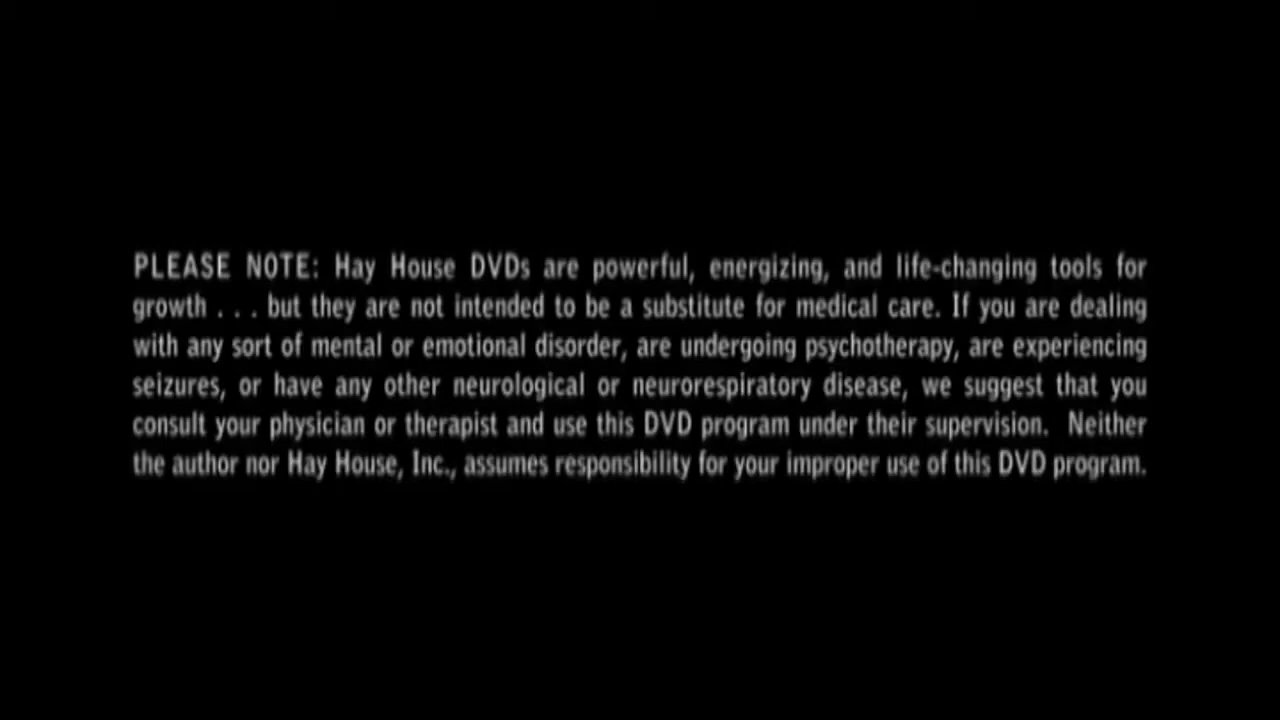 PLEASE NOTE: Hay House DVDs are powerful, energizing, and life-changing tools for
growth . . . but they are not intended to be a substitute for medical care. If you are dealing
with any sort of mental or emotional disorder, are undergoing psychotherapy, are experiencing
seizures, or have any other neurological or neurorespiratory disease, we suggest that you
consult your physician or therapist and use this DVD program under their supervision.  Neither
the author nor Hay House, Inc., assumes responsibility for your improper use of this DVD program.